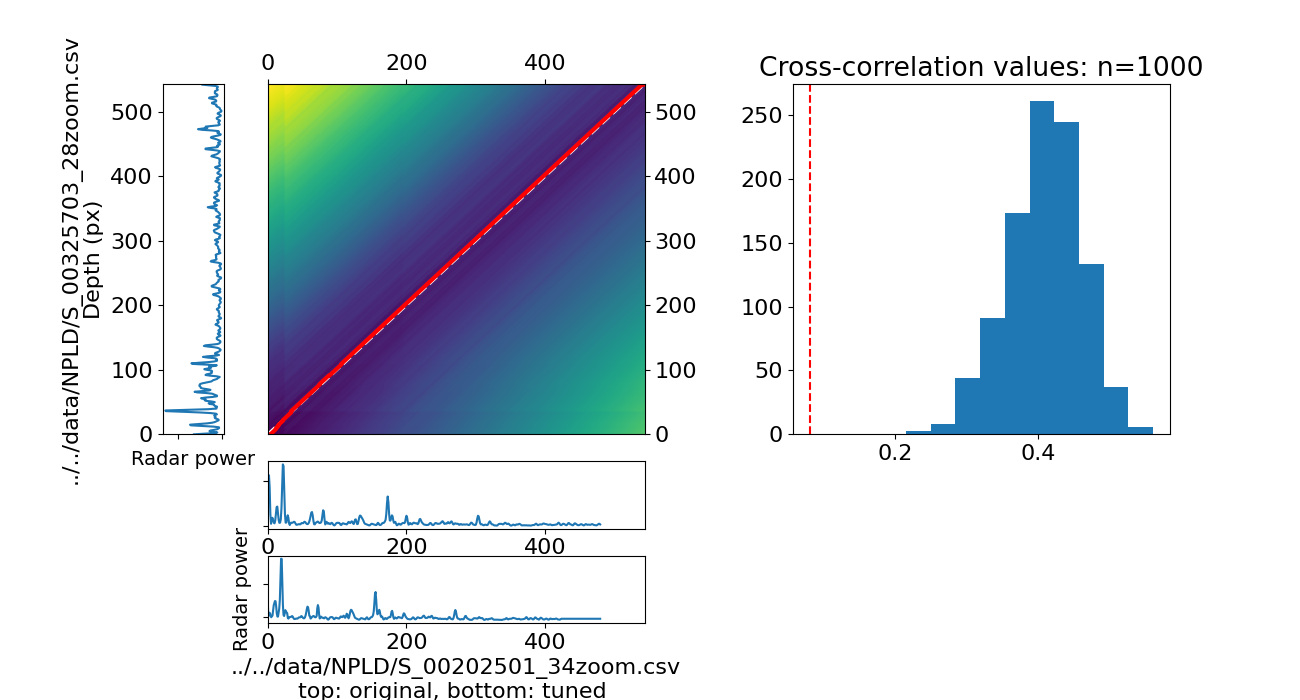 Cross-correlation values: n=1000
0 200 400
../../data/NPLD/S_00325703_28zoom.csv
Depth (px)
500
400
300
200
100
0
500
400
300
200
100
0
250
200
150
100
50
0
0.2 0.4
Radar power
0 200 400
Radar power
0 200 400
../../data/NPLD/S_00202501_34zoom.csv
top: original, bottom: tuned